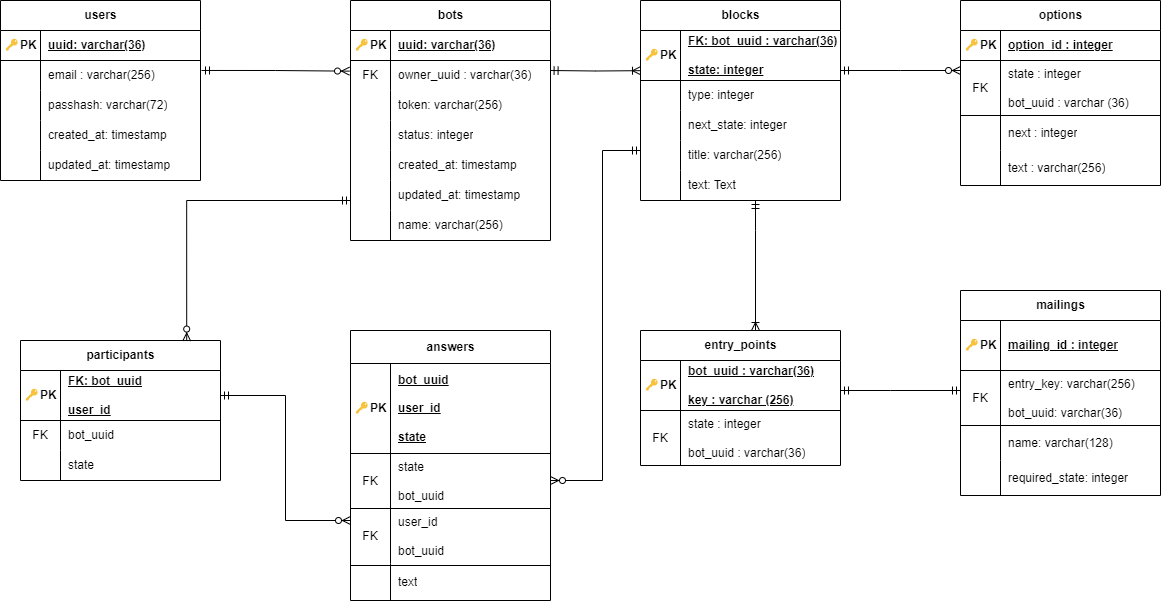 users
PK uuid: varchar(36)
email : varchar(256)
passhash: varchar(72)
created_at: timestamp
updated_at: timestamp
bots
PK uuid: varchar(36)
FK owner_uuid : varchar(36)
token: varchar(256)
status: integer
created_at: timestamp
updated_at: timestamp
name: varchar(256)
blocks
FK: bot_uuid : varchar(36)
PK
state: integer
type: integer
next_state: integer
title: varchar(256)
text: Text
options
PK option_id : integer
state : integer
FK
bot_uuid : varchar (36)
next : integer
text : varchar(256)
participants
FK: bot_uuid
PK
user_id
FK bot_uuid
state
answers
bot_uuid
PK user_id
state
state
FK
bot_uuid
user_id
FK
bot_uuid
text
entry_points
bot_uuid : varchar(36)
PK
key : varchar (256)
state : integer
FK
bot_uuid : varchar(36)
mailings
PK mailing_id : integer
entry_key: varchar(256)
FK
bot_uuid: varchar(36)
name: varchar(128)
required_state: integer